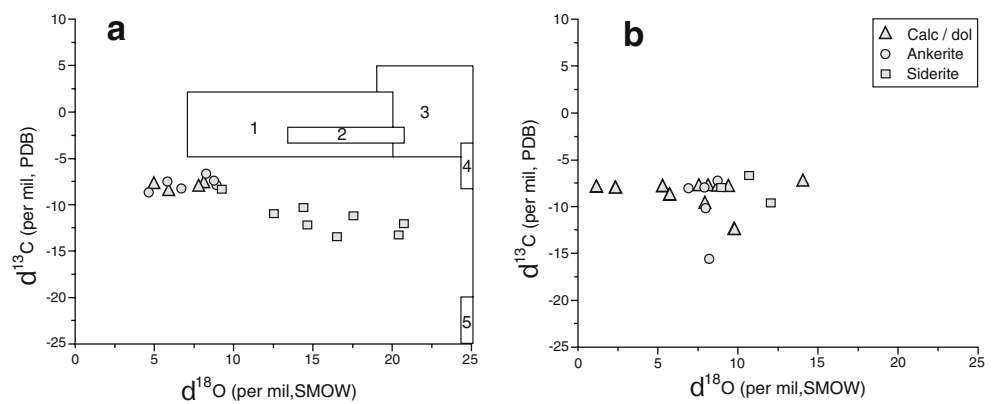 a
10
5
0
-5
-10
-15
-20
-25
0 5 10 15 20 25
1
2
3
4
5
d13C (per mil, PDB)
d18O (per mil,SMOW)
b
Calc / dol
Ankerite
Siderite
10
5
0
-5
-10
-15
-20
-25
0 5 10 15 20 25
d13C (per mil, PDB)
d18O (per mil,SMOW)